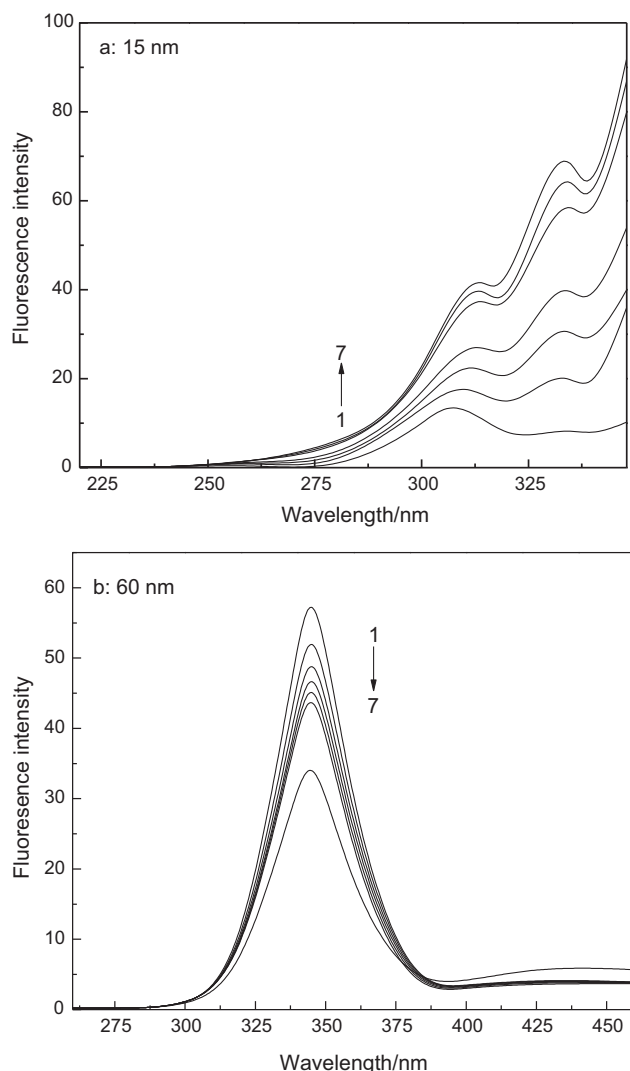 100
a: 15 nm
80
60
Fluorescence intensity
40
7
20
1
0
225 250 275 300 325
Wavelength/nm
60
b: 60 nm
1
50
7
40
Fluoresence intensity
30
20
10
0
275 300 325 350 375 400 425 450
Wavelength/nm